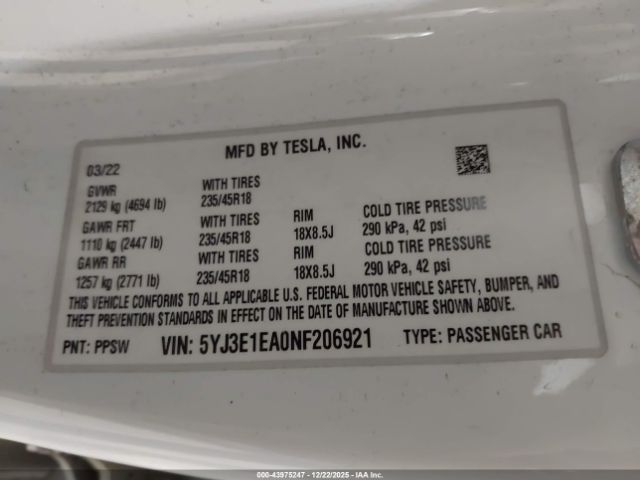 MFD BY TESLA, INC.
03/22
GVWR WITH TIRES
2129 kg (4694 lb) 235/45R18
GAWR FRT WITH TIRES RIM COLD TIRE PRESSURE
1110 kg (2447 lb) 235/45R18 18X8.5J 290 kPa, 42 psi
GAWR RR WITH TIRES RIM COLD TIRE PRESSURE
1257 kg (2771 lb) 235/45R18 18X8.5J 290 kPa, 42 psi
THIS VEHICLE CONFORMS TO ALL APPLICABLE U.S. FEDERAL MOTOR VEHICLE SAFETY, BUMPER, AND
THEFT PREVENTION STANDARDS IN EFFECT ON THE DATE OF MANUFACTURE SHOWN ABOVE.
PNT: PPSW VIN: 5YJ3E1EA0NF206921 TYPE: PASSENGER CAR
000-43975247 - 12/22/2025 - IAA Inc.